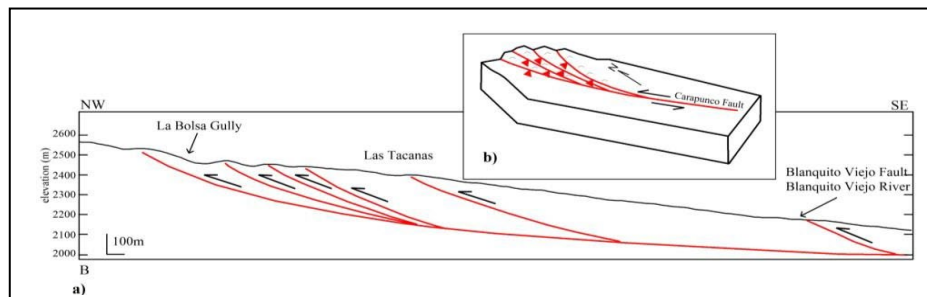 NW
SE
La Bolsa Gully
Las Tacanas
Blanquito Viejo Fault
Blanquito Viejo River
elevation (m)
2600
2500
2400
2300
2200
2100
2000
100m
B
a)
N
Carapunco Fault
b)